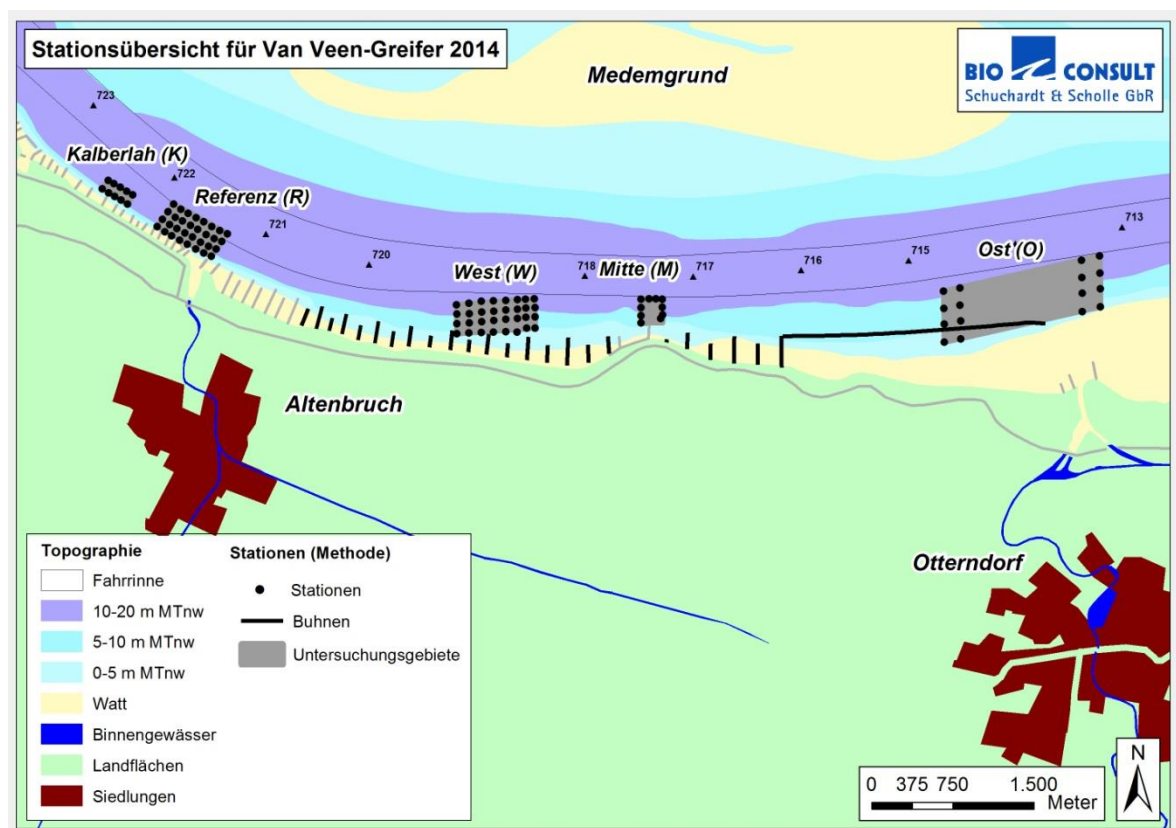 Stationsübersicht für Van Veen-Greifer 2014
Medemgrund
BIO CONSULT
Schuchardt & Scholle GbR
723
Kalberlah (K)
722
Referenz (R)
721
720
West (W)
718
Mitte (M)
717
716
715
Ost'(O)
713
Altenbruch
Otterndorf
Topographie
Fahrrinne
10-20 m MTnw
5-10 m MTnw
0-5 m MTnw
Watt
Binnengewässer
Landflächen
Siedlungen
Stationen (Methode)
Stationen
Buhnen
Untersuchungsgebiete
N
0 375 750 1.500
Meter